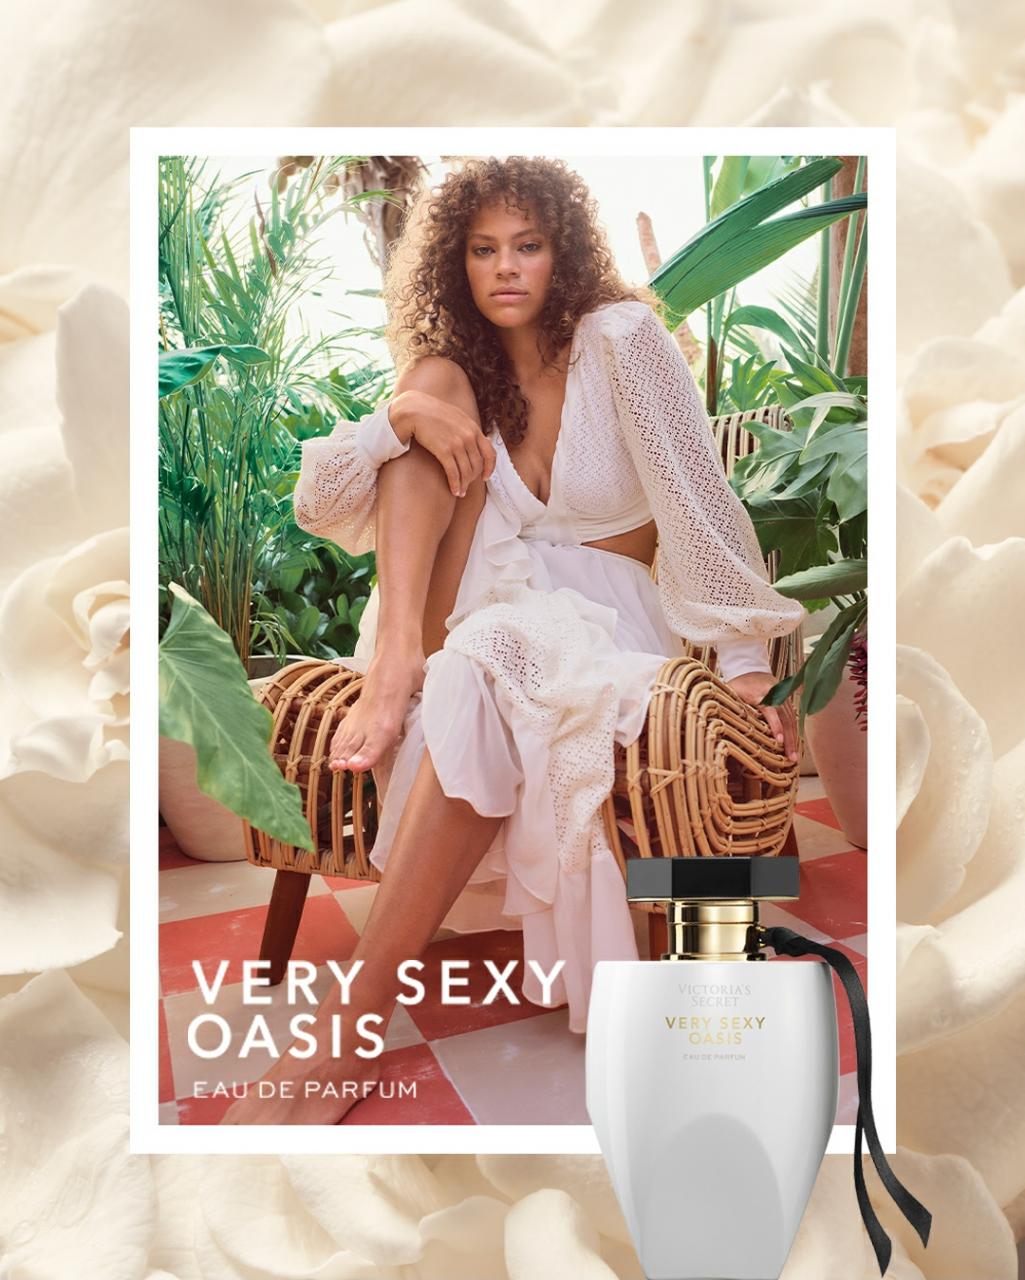 VERY SEXY
OASIS
EAU DE PARFUM
VICTORIA'S
SECRET
VERY SEXY
OASIS
EAU DE PARFUM